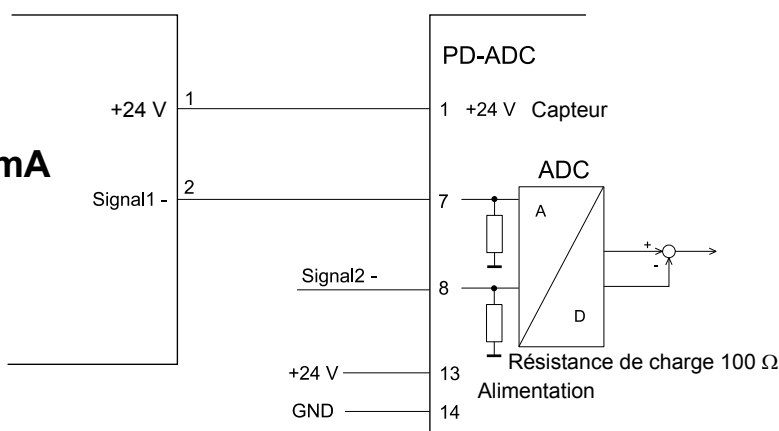 PD-ADC
+24 V 1 1 +24 V Capteur
mA
ADC
Signal1 - 2 7 A
+
-
Signal2 - 8
D
Résistance de charge 100 Ω
+24 V 13
Alimentation
GND 14